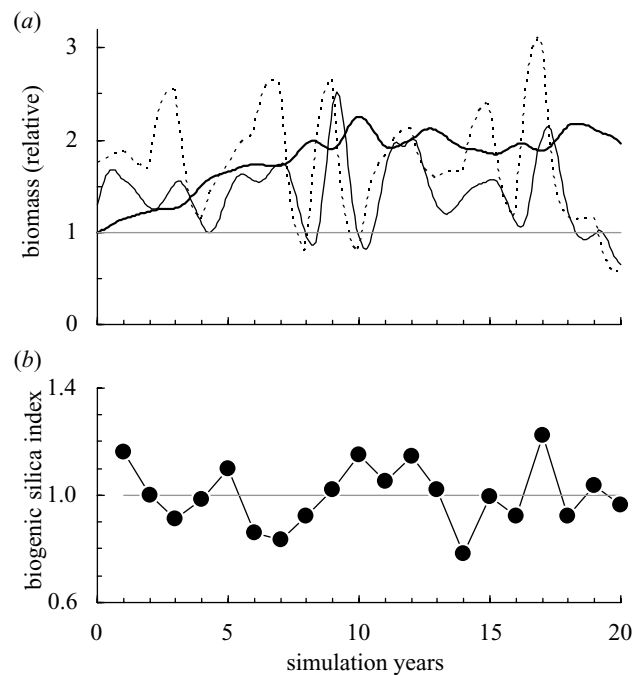 (a)
3
2
1
0
biomass (relative)
(b)
1.4
1.0
0.6
biogenic silica index
0 5 10 15 20
simulation years